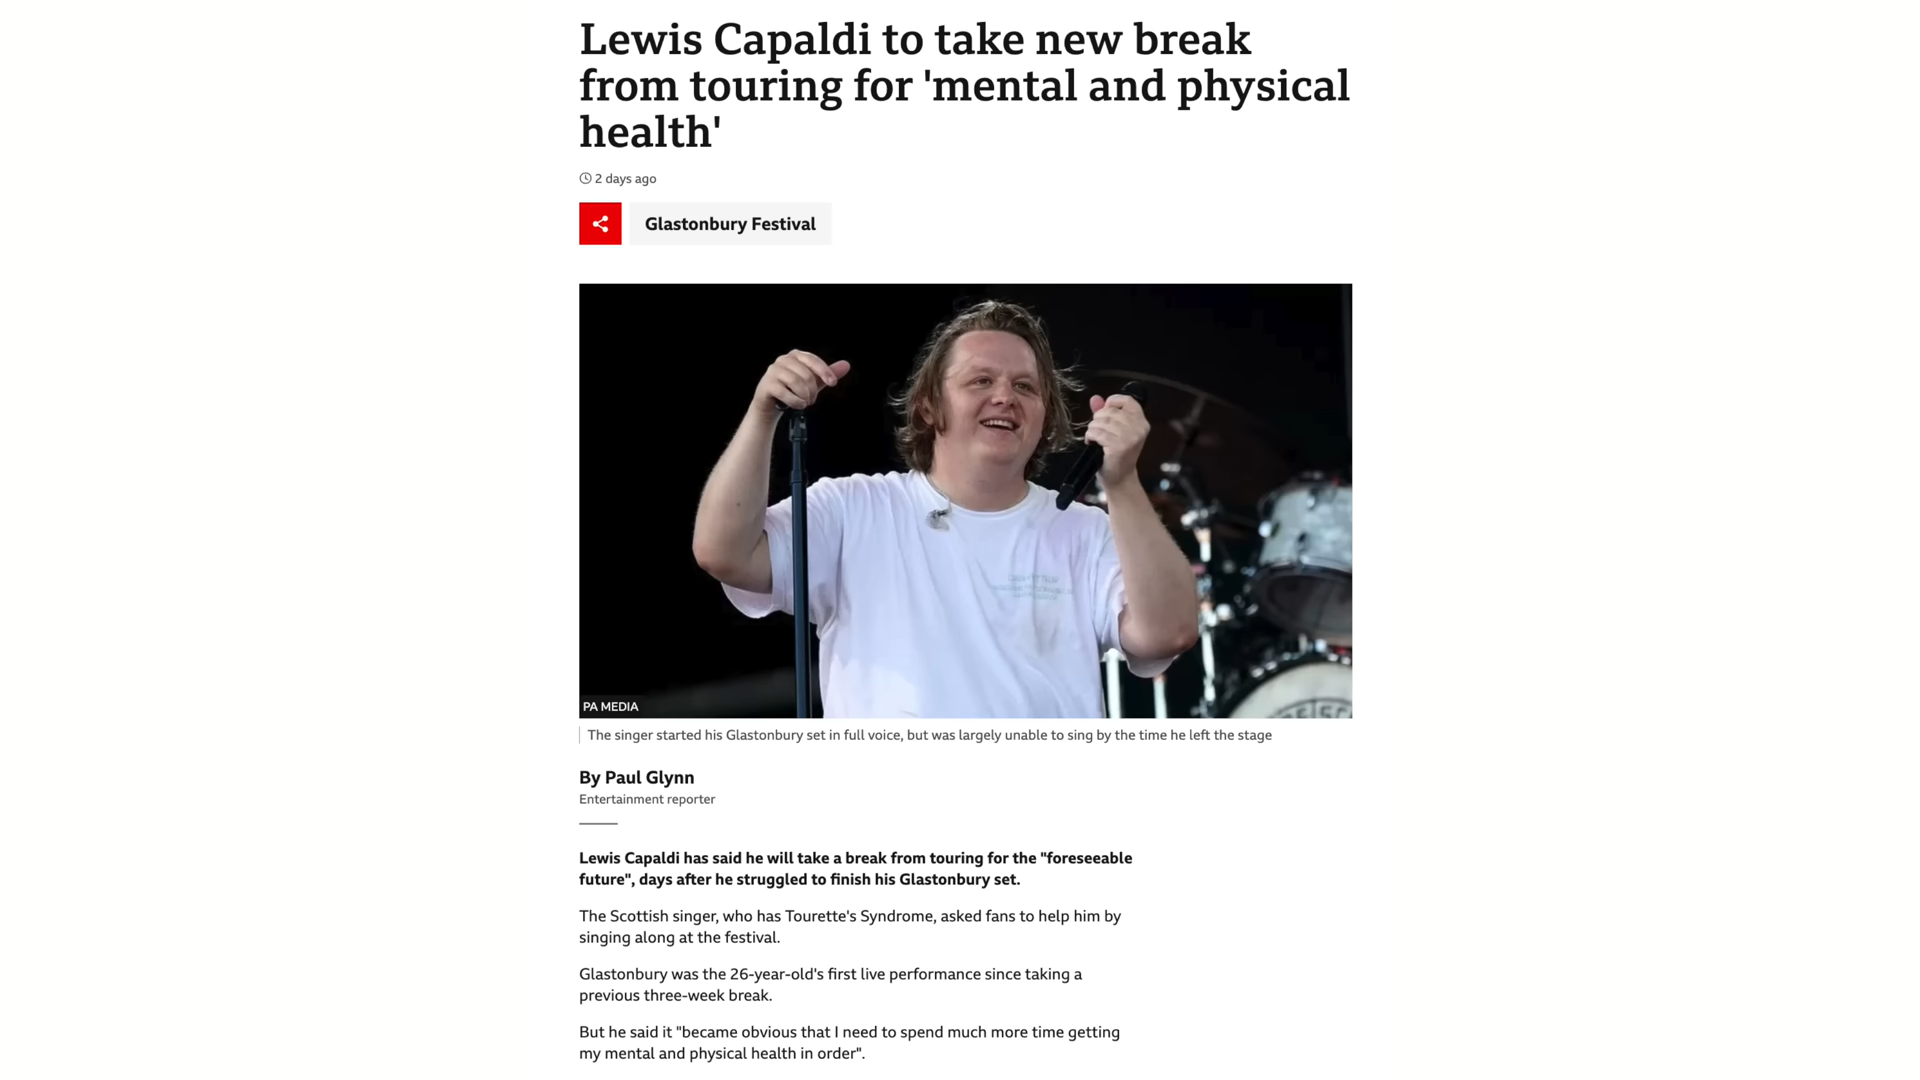 Lewis Capaldi to take new break
from touring for 'mental and physical
health'
2 days ago
Glastonbury Festival
PA MEDIA
The singer started his Glastonbury set in full voice, but was largely unable to sing by the time he left the stage
By Paul Glynn
Entertainment reporter
Lewis Capaldi has said he will take a break from touring for the "foreseeable
future", days after he struggled to finish his Glastonbury set.
The Scottish singer, who has Tourette's Syndrome, asked fans to help him by
singing along at the festival.
Glastonbury was the 26-year-old's first live performance since taking a
previous three-week break.
But he said it "became obvious that I need to spend much more time getting
my mental and physical health in order".